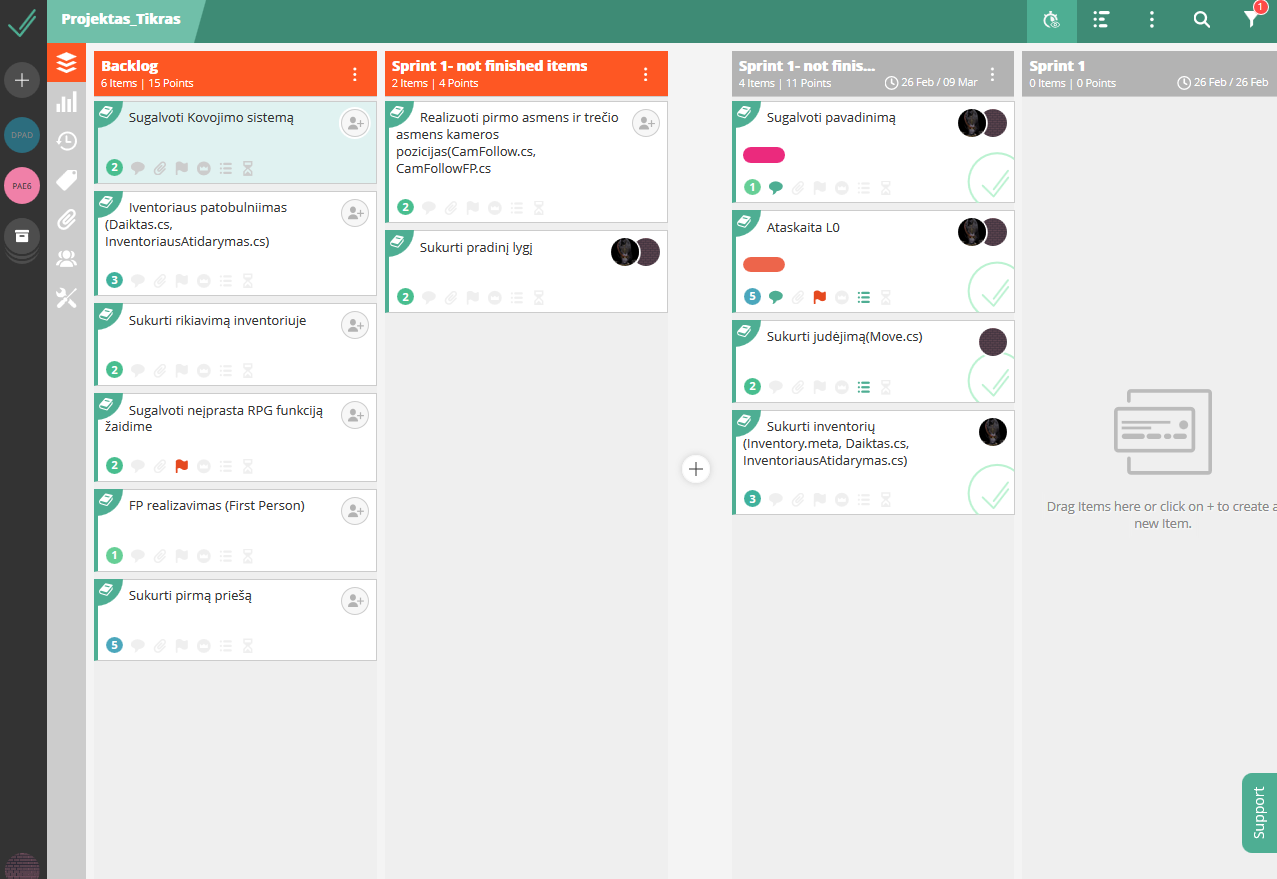 Projektas_Tikras
1
DPAD
PAE6
Backlog
6 Items | 15 Points
Sugalvoti Kovojimo sistemą
2
Iventoriaus patobulniimas
(Daiktas.cs,
InventoriausAtidarymas.cs)
3
Sukurti rikiavimą inventoriuje
2
Sugalvoti neįprasta RPG funkciją
žaidime
2
FP realizavimas (First Person)
1
Sukurti pirmą priešą
5
Sprint 1- not finished items
2 Items | 4 Points
Realizuoti pirmo asmens ir trečio
asmens kameros
pozicijas(CamFollow.cs,
CamFollowFP.cs
2
Sukurti pradinį lygį
2
Sprint 1- not finis...
4 Items | 11 Points
26 Feb / 09 Mar
Sugalvoti pavadinimą
1
Ataskaita L0
5
Sukurti judėjimą(Move.cs)
2
Sukurti inventorių
(Inventory.meta, Daiktas.cs,
InventoriausAtidarymas.cs)
3
Sprint 1
0 Items | 0 Points
26 Feb / 26 Feb
Drag Items here or click on + to create a
new Item.
Support